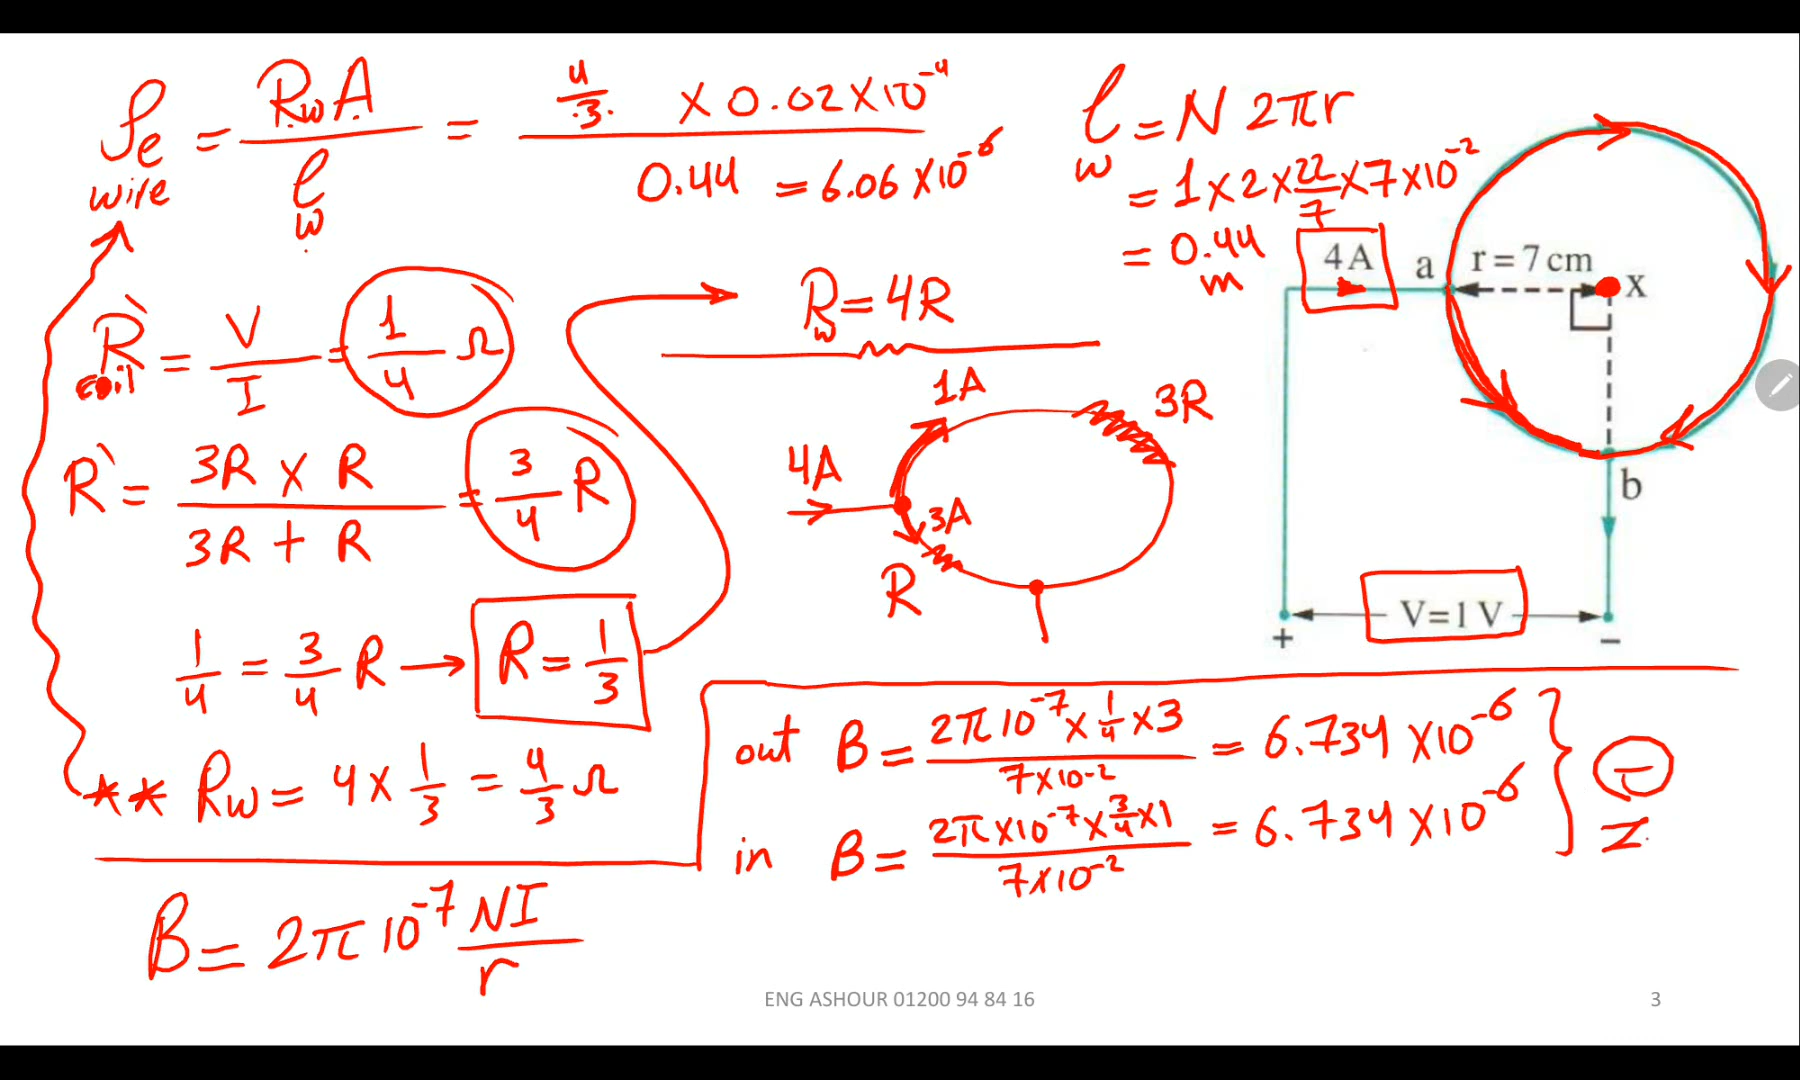 ρe wire = RwA / ℓw = 4/3 × 0.02×10⁻⁴ / 0.44 = 6.06×10⁻⁶
ℓw = N 2πr
= 1×2×22/7×7×10⁻²
= 0.44 m
R` coil = V / I = 1/4 Ω
R` = 3R × R / 3R + R = 3/4 R
1/4 = 3/4 R → R = 1/3
** Rw = 4 × 1/3 = 4/3 Ω
B = 2π 10⁻⁷ NI / r
Rw = 4R
1A
3R
4A
3A
R
4 A
a
r = 7 cm
x
b
V=1 V
+
−
out B = 2π 10⁻⁷ × 1/4 × 3 / 7×10⁻² = 6.734 ×10⁻⁶
in B = 2π×10⁻⁷×3/4×1 / 7×10⁻² = 6.734 ×10⁻⁶
ENG ASHOUR 01200 94 84 16
3